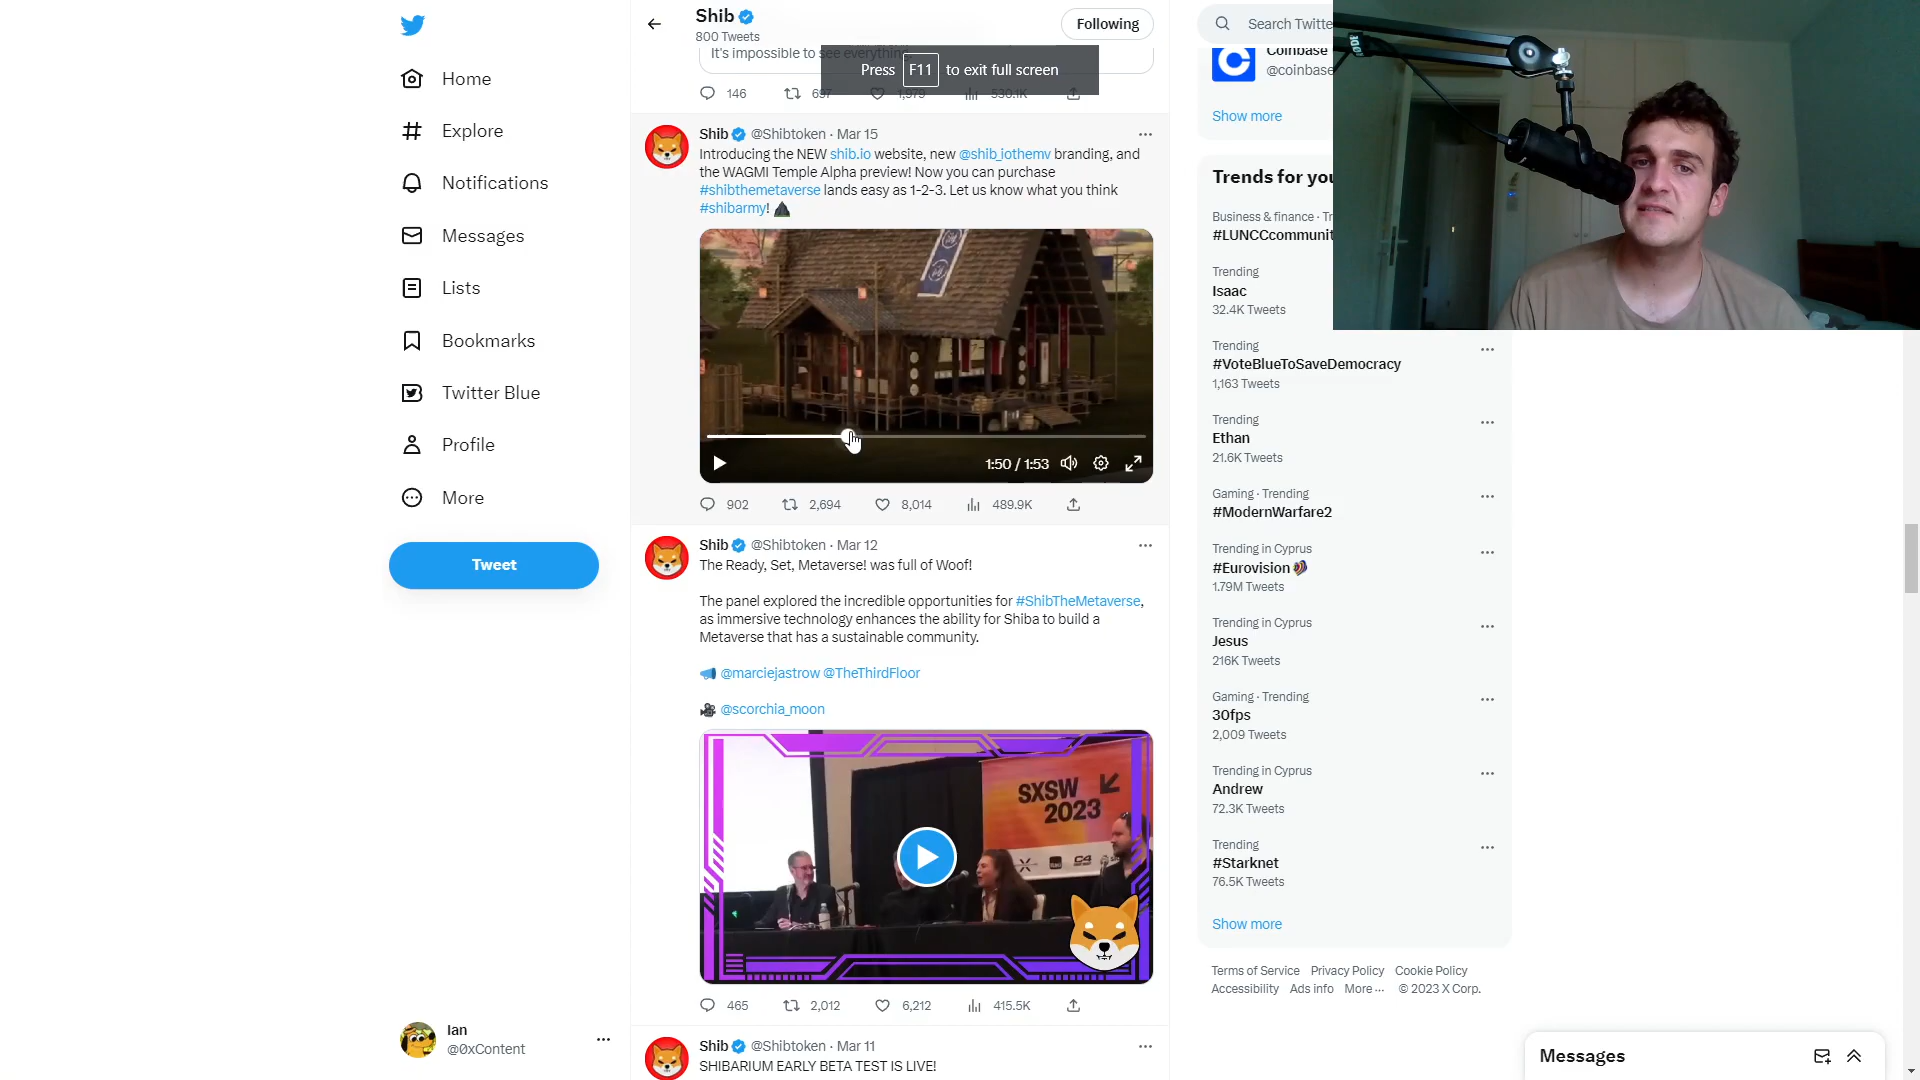 Home
Explore
Notifications
Messages
Lists
Bookmarks
Twitter Blue
Profile
More
Tweet
Ian
@0xContent
Shib
800 Tweets
Following
It's impossible to see everything
Press F11 to exit full screen
146 697 1,979 530.1K
Shib @Shibtoken · Mar 15
Introducing the NEW shib.io website, new @shib_iothemv branding, and
the WAGMI Temple Alpha preview! Now you can purchase
#shibthemetaverse lands easy as 1-2-3. Let us know what you think
#shibarmy!
1:50 / 1:53
902 2,694 8,014 489.9K
Shib @Shibtoken · Mar 12
The Ready, Set, Metaverse! was full of Woof!
The panel explored the incredible opportunities for #ShibTheMetaverse,
as immersive technology enhances the ability for Shiba to build a
Metaverse that has a sustainable community.
@marciejastrow @TheThirdFloor
@scorchia_moon
SXSW
2023
465 2,012 6,212 415.5K
Shib @Shibtoken · Mar 11
SHIBARIUM EARLY BETA TEST IS LIVE!
Search Twitte
Coinbase
@coinbase
Show more
Trends for you
Business & finance · Tr
#LUNCCcommunit
Trending
Isaac
32.4K Tweets
Trending
#VoteBlueToSaveDemocracy
1,163 Tweets
Trending
Ethan
21.6K Tweets
Gaming · Trending
#ModernWarfare2
Trending in Cyprus
#Eurovision
1.79M Tweets
Trending in Cyprus
Jesus
216K Tweets
Gaming · Trending
30fps
2,009 Tweets
Trending in Cyprus
Andrew
72.3K Tweets
Trending
#Starknet
76.5K Tweets
Show more
Terms of Service Privacy Policy Cookie Policy
Accessibility Ads info More ··· © 2023 X Corp.
Messages